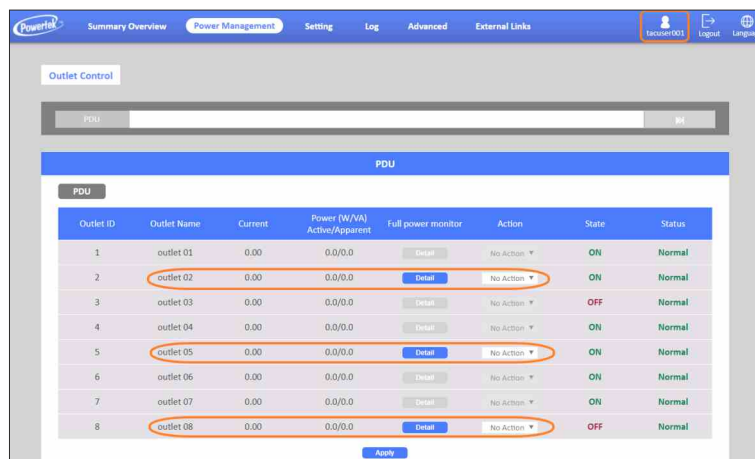 Powertek Summary Overview Power Management Setting Log Advanced External Links tacuser001 Logout Langua
Outlet Control
PDU
PDU
PDU
Outlet ID Outlet Name Current Power (W/VA) Active/Apparent Full power monitor Action State Status
1 outlet 01 0.00 0.0/0.0 Detail No Action ON Normal
2 outlet 02 0.00 0.0/0.0 Detail No Action ON Normal
3 outlet 03 0.00 0.0/0.0 Detail No Action OFF Normal
4 outlet 04 0.00 0.0/0.0 Detail No Action ON Normal
5 outlet 05 0.00 0.0/0.0 Detail No Action ON Normal
6 outlet 06 0.00 0.0/0.0 Detail No Action ON Normal
7 outlet 07 0.00 0.0/0.0 Detail No Action ON Normal
8 outlet 08 0.00 0.0/0.0 Detail No Action OFF Normal
Apply